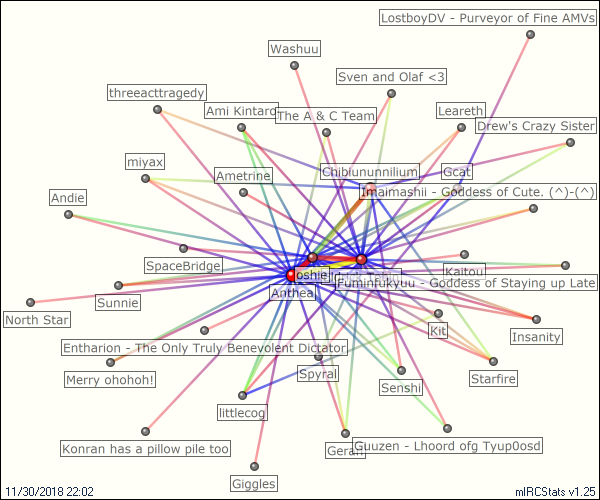 LostboyDV - Purveyor of Fine AMVs
Washuu
Sven and Olaf <3
threeacttragedy
Ami Kintaro
The A & C Team
Leareth
Drew's Crazy Sister
miyax
Ametrine
Chibiununnilium
Gcat
Imaimashii - Goddess of Cute. (^)-(^)
Andie
SpaceBridge
Kaitou
oshie
Fuminfukyuu - Goddess of Staying up Late
Anthea
Sunnie
North Star
Kit
Insanity
Entharion - The Only Truly Benevolent Dictator
Merry ohohoh!
Spyral
Senshi
Starfire
littlecog
Konran has a pillow pile too
Geran
Guuzen - Lhoord ofg Tyup0osd
Giggles
11/30/2018 22:02
mIRCStats v1.25